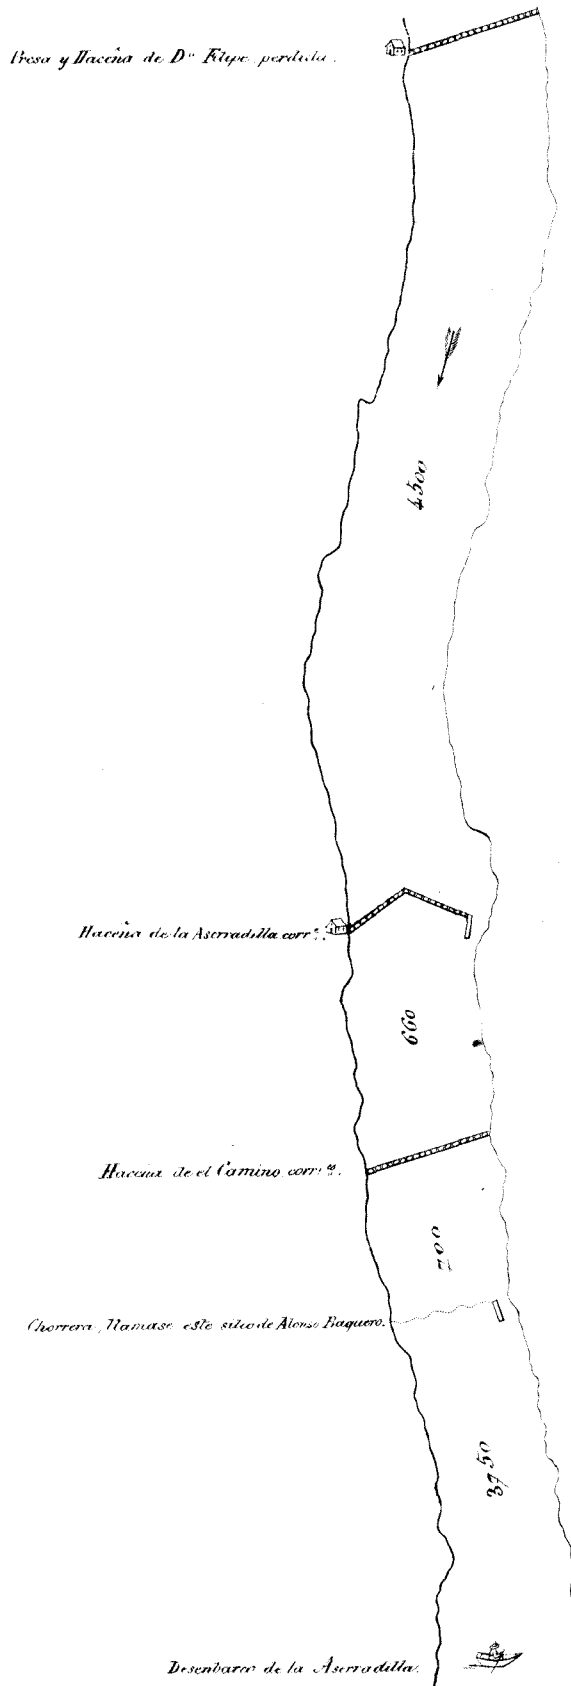 Presa y Haceña de Dn Felipe perdida.
4500
Haceña de la Aserradilla corr.te
660
Haceña de el Camino corr.te
700
Chorrera, llamase este sitio de Alonso Baquero.
3750
Desenbarco de la Aserradilla.